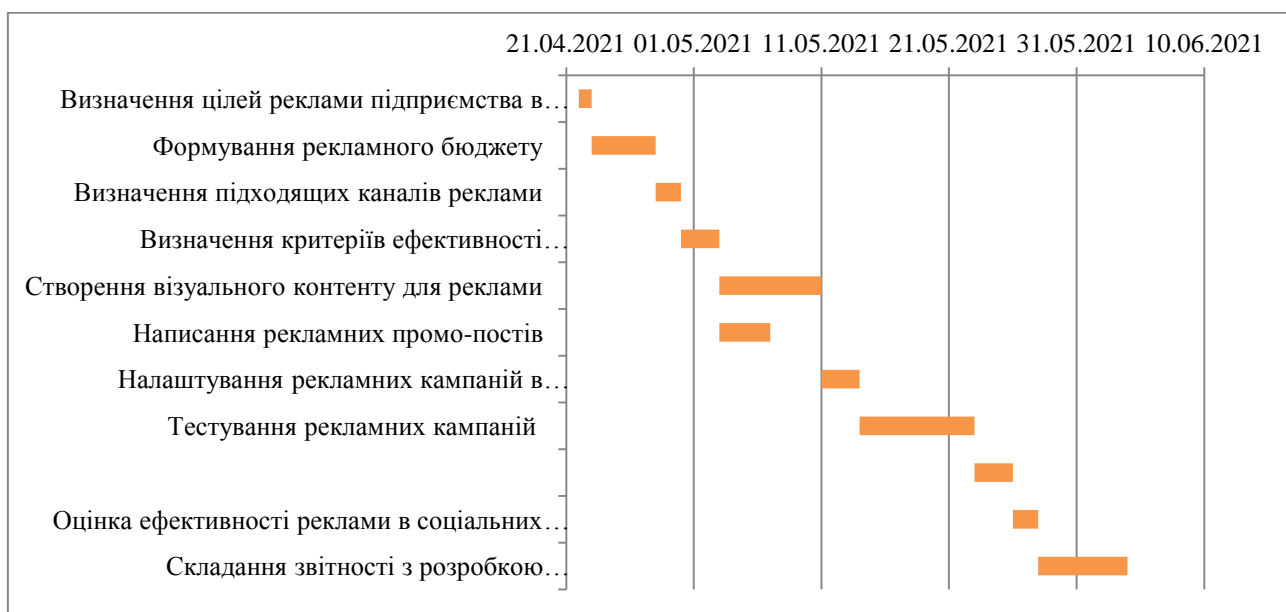 21.04.2021 01.05.2021 11.05.2021 21.05.2021 31.05.2021 10.06.2021
Визначення цілей реклами підприємства в…
Формування рекламного бюджету
Визначення підходящих каналів реклами
Визначення критеріїв ефективності…
Створення візуального контенту для реклами
Написання рекламних промо-постів
Налаштування рекламних кампаній в…
Тестування рекламних кампаній
Оцінка ефективності реклами в соціальних…
Складання звітності з розробкою…